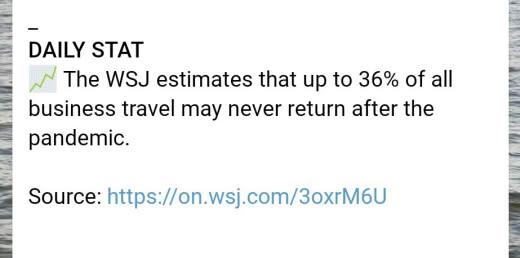 _
DAILY STAT
📈 The WSJ estimates that up to 36% of all
business travel may never return after the
pandemic.
Source: https://on.wsj.com/3oxrM6U